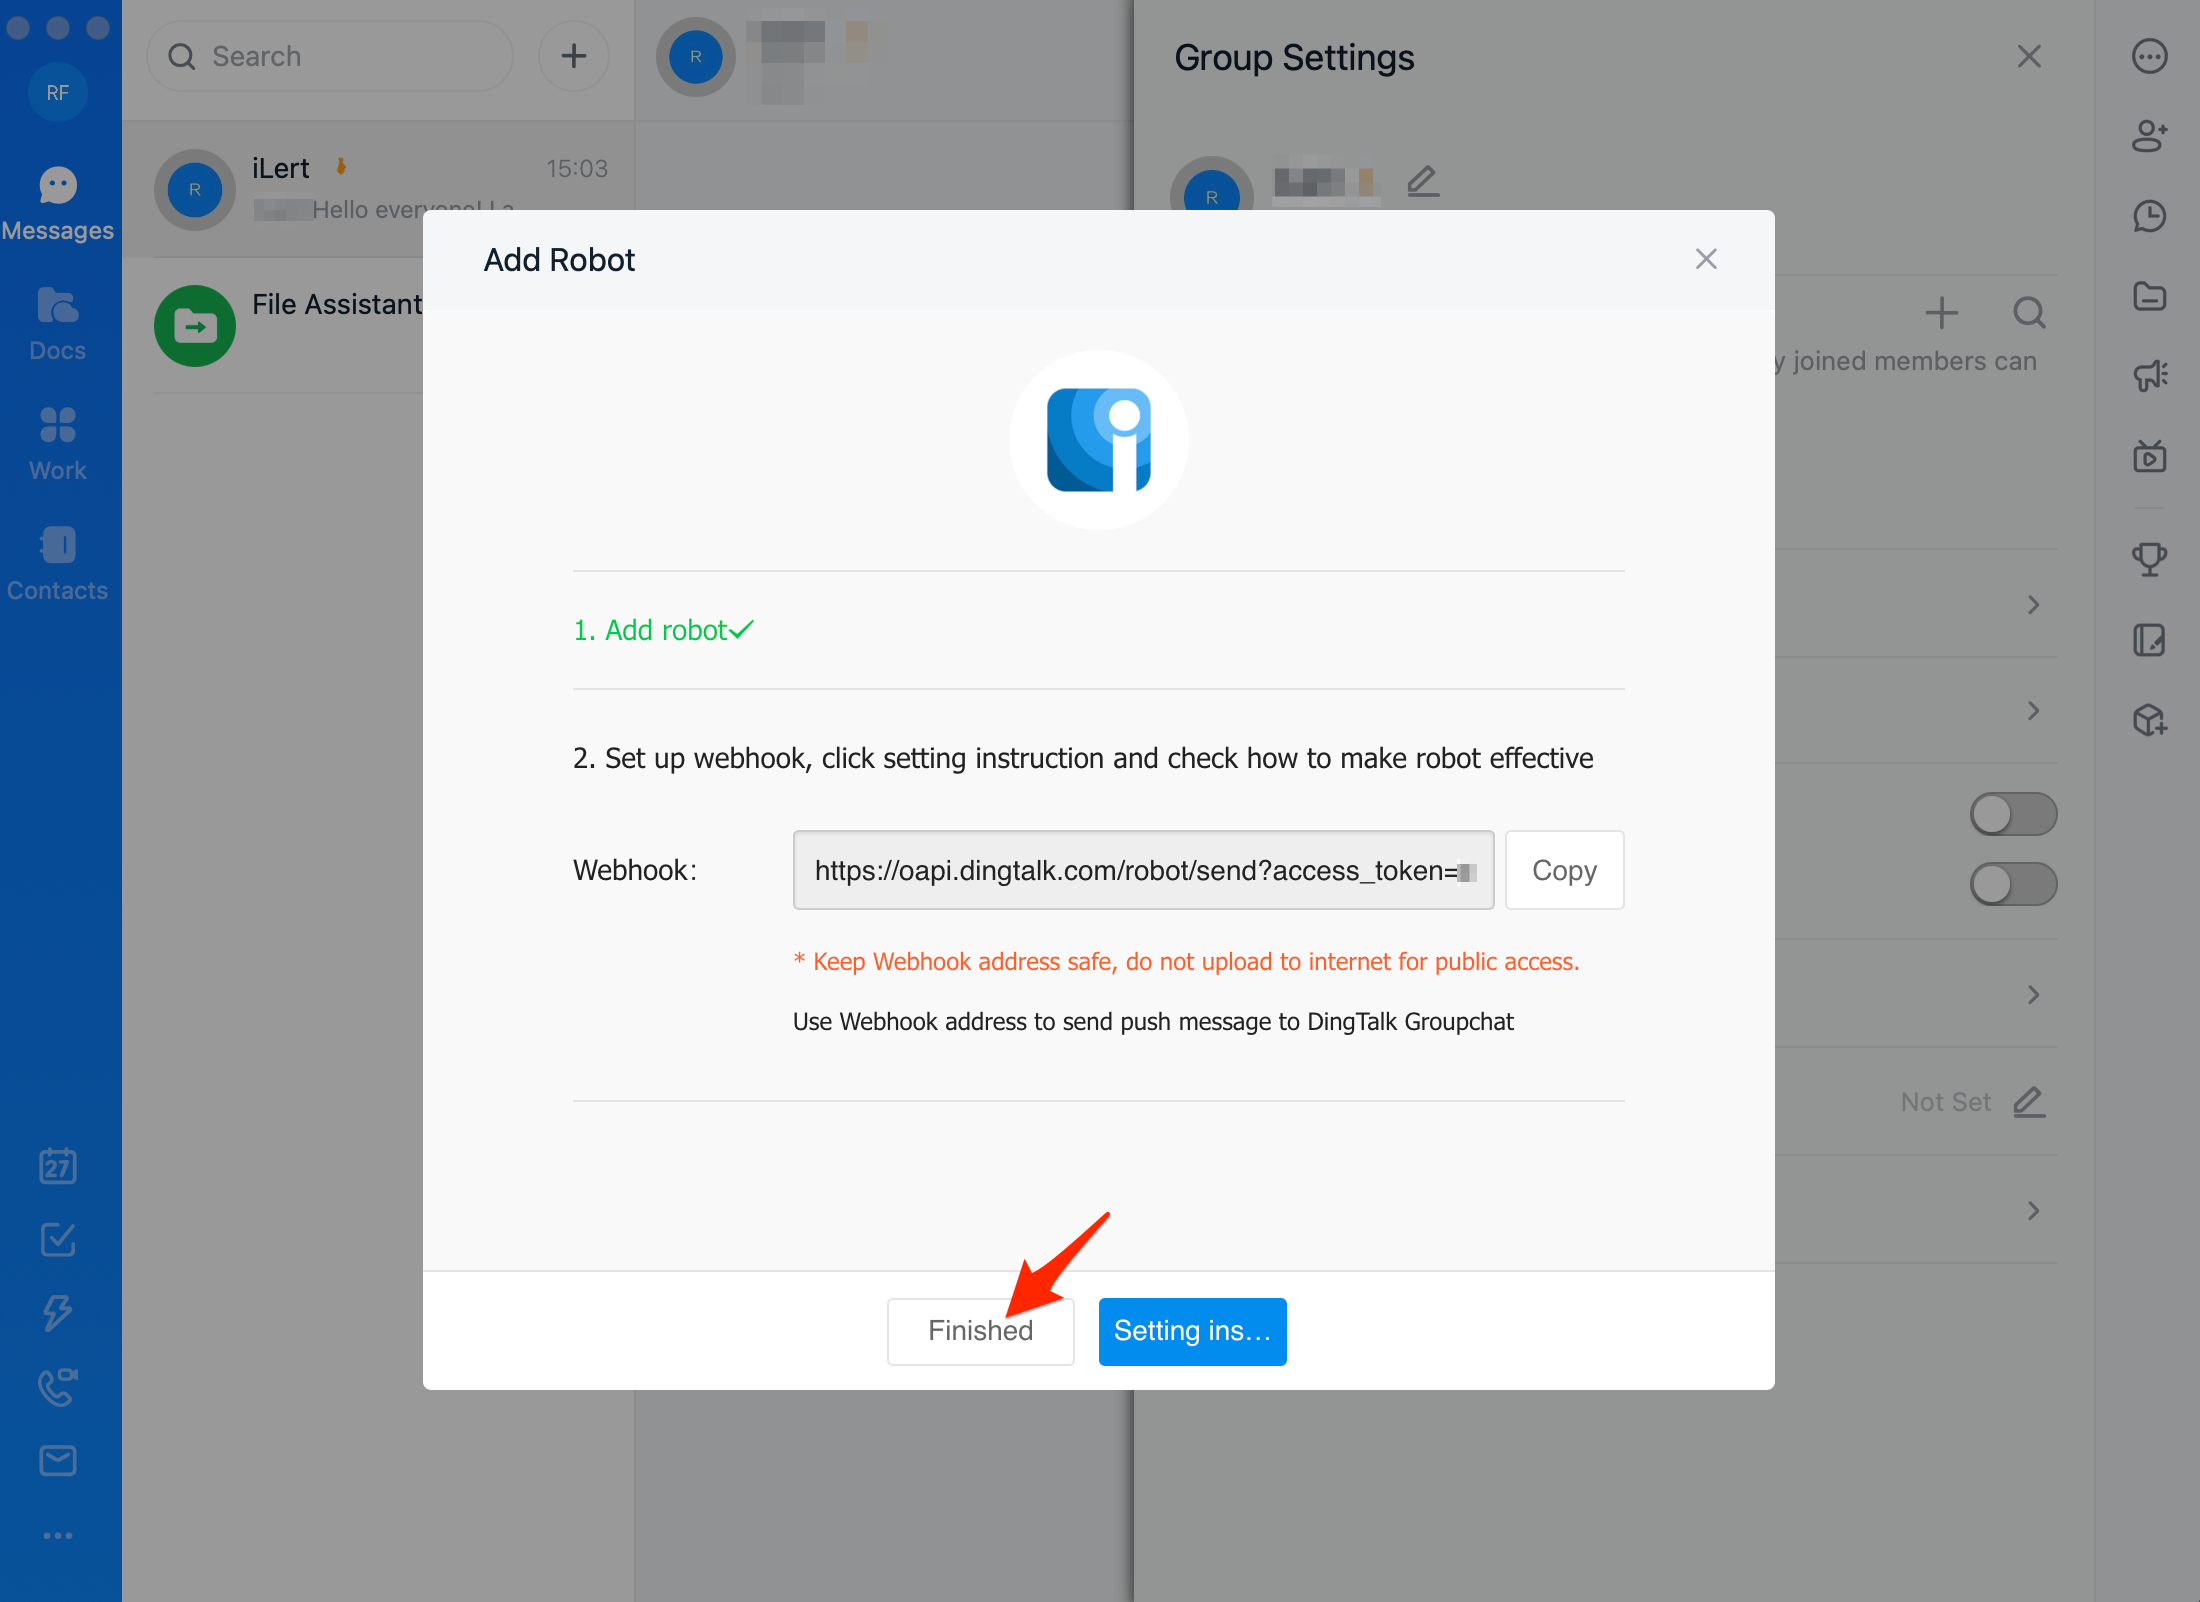 RF
Messages
Docs
Work
Contacts
27
Search
R
iLert
15:03
Hello everyone! I a
File Assistant
R
Group Settings
R
y joined members can
Not Set
Add Robot
1. Add robot
2. Set up webhook, click setting instruction and check how to make robot effective
Webhook:
https://oapi.dingtalk.com/robot/send?access_token=
Copy
* Keep Webhook address safe, do not upload to internet for public access.
Use Webhook address to send push message to DingTalk Groupchat
Finished
Setting ins...